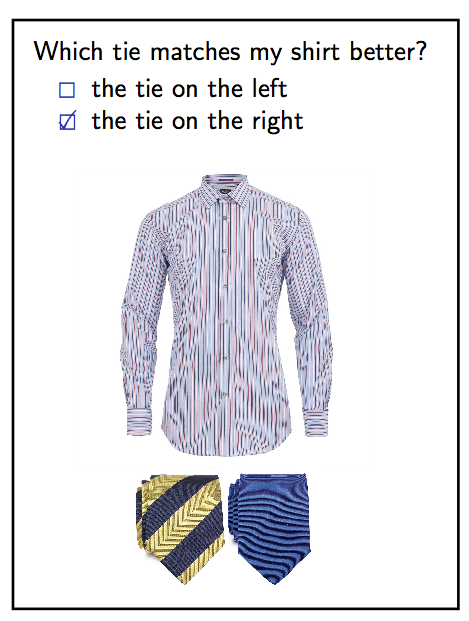 Which tie matches my shirt better?
the tie on the left
the tie on the right